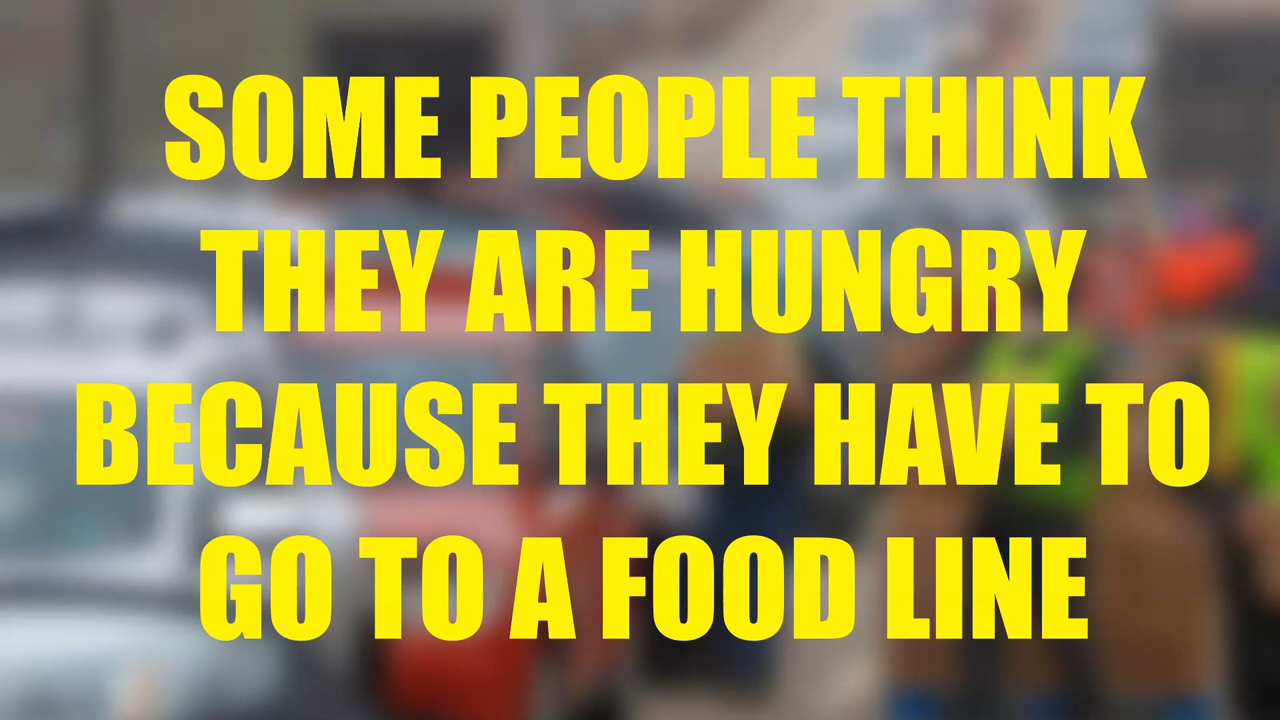 SOME PEOPLE THINK
THEY ARE HUNGRY
BECAUSE THEY HAVE TO
GO TO A FOOD LINE